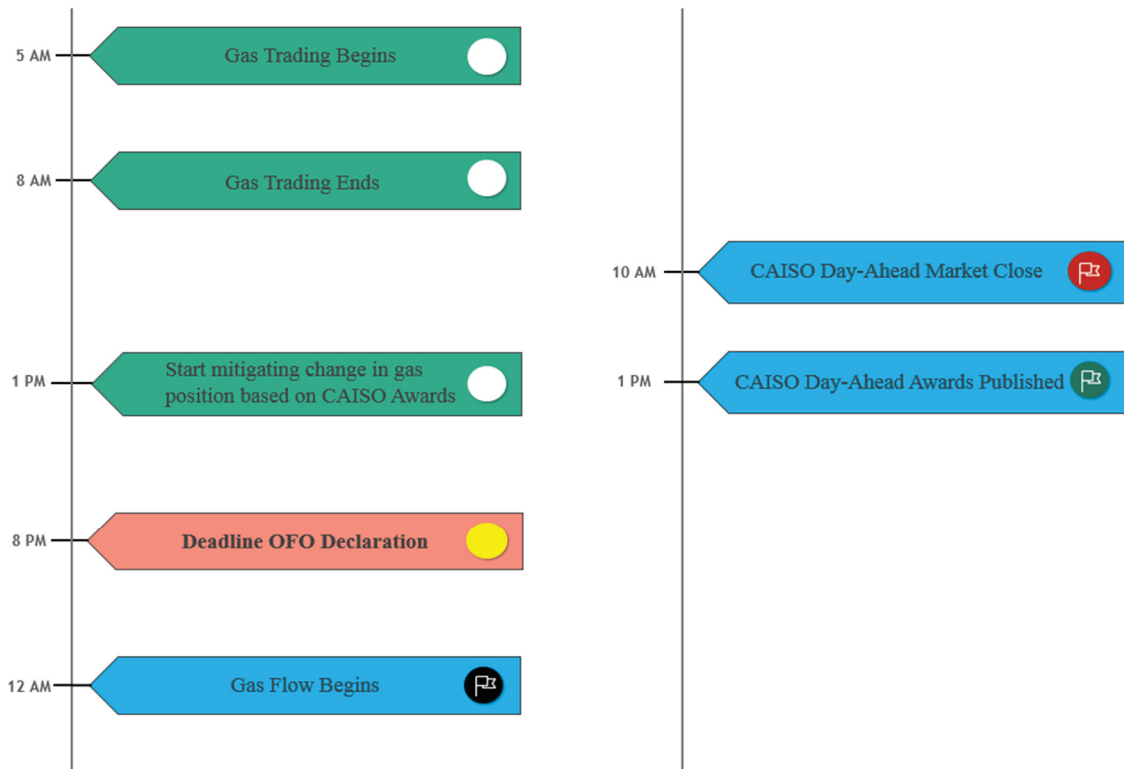 5 AM
Gas Trading Begins
8 AM
Gas Trading Ends
1 PM
Start mitigating change in gas
position based on CAISO Awards
8 PM
Deadline OFO Declaration
12 AM
Gas Flow Begins
10 AM
CAISO Day-Ahead Market Close
1 PM
CAISO Day-Ahead Awards Published